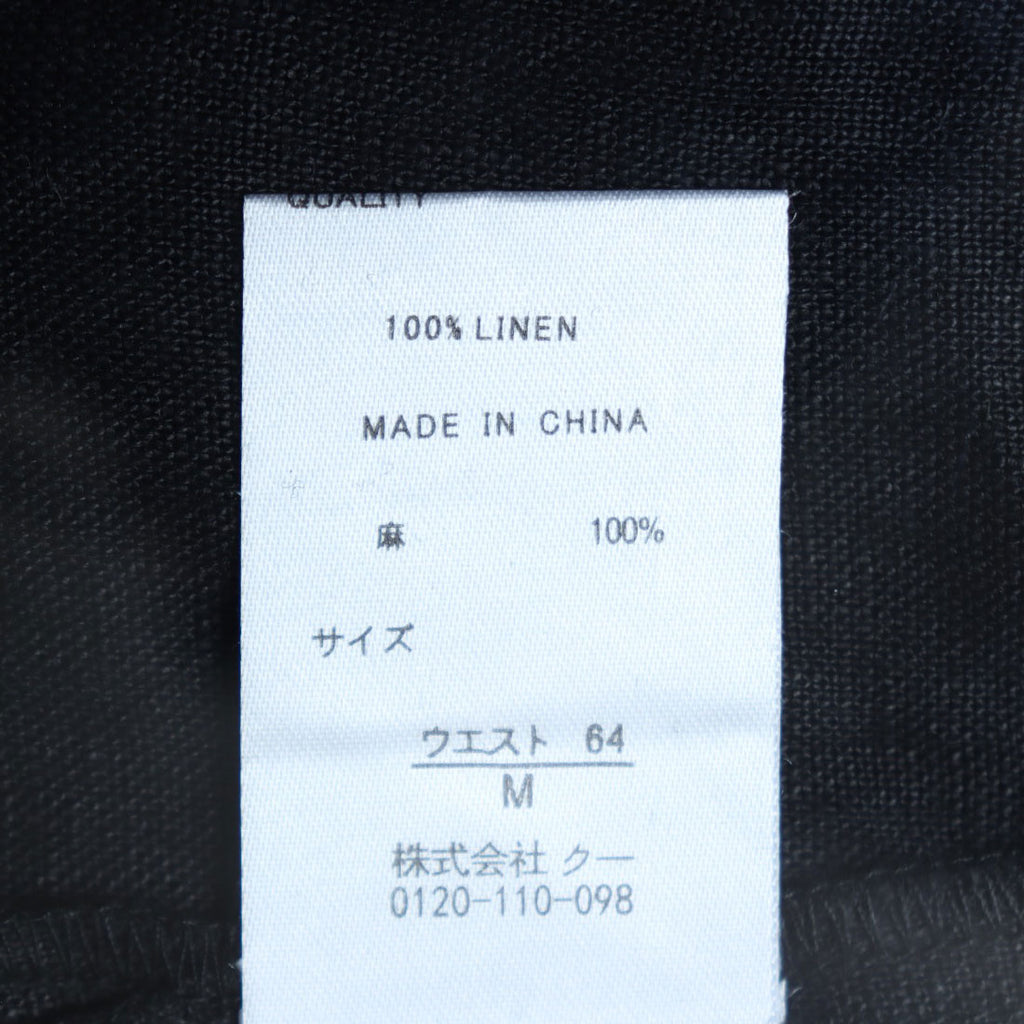 QUALITY
100% LINEN
MADE IN CHINA
麻 100%
サイズ
ウエスト 64
M
株式会社 クー
0120-110-098